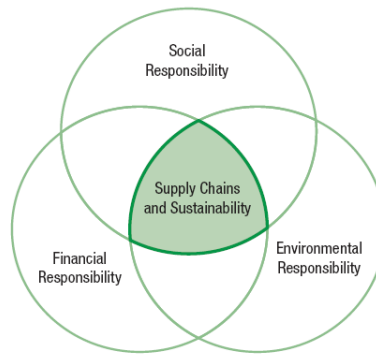 Social
Responsibility
Supply Chains
and Sustainability
Financial
Responsibility
Environmental
Responsibility